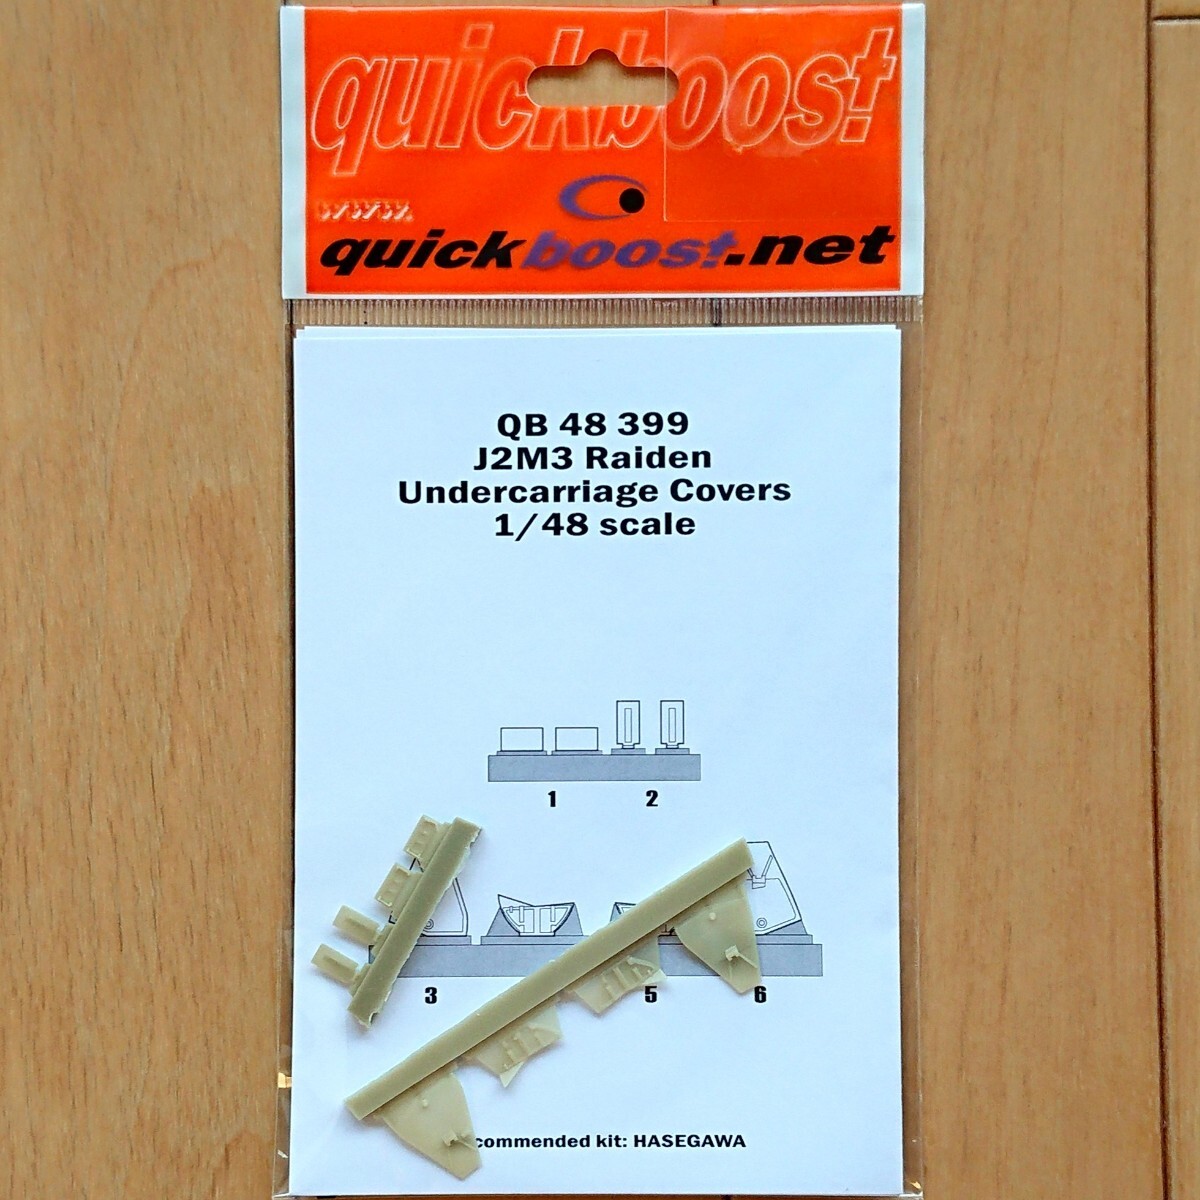 quickboost
www.
quickboost.net
QB 48 399
J2M3 Raiden
Undercarriage Covers
1/48 scale
1 2
3 5 6
commended kit: HASEGAWA